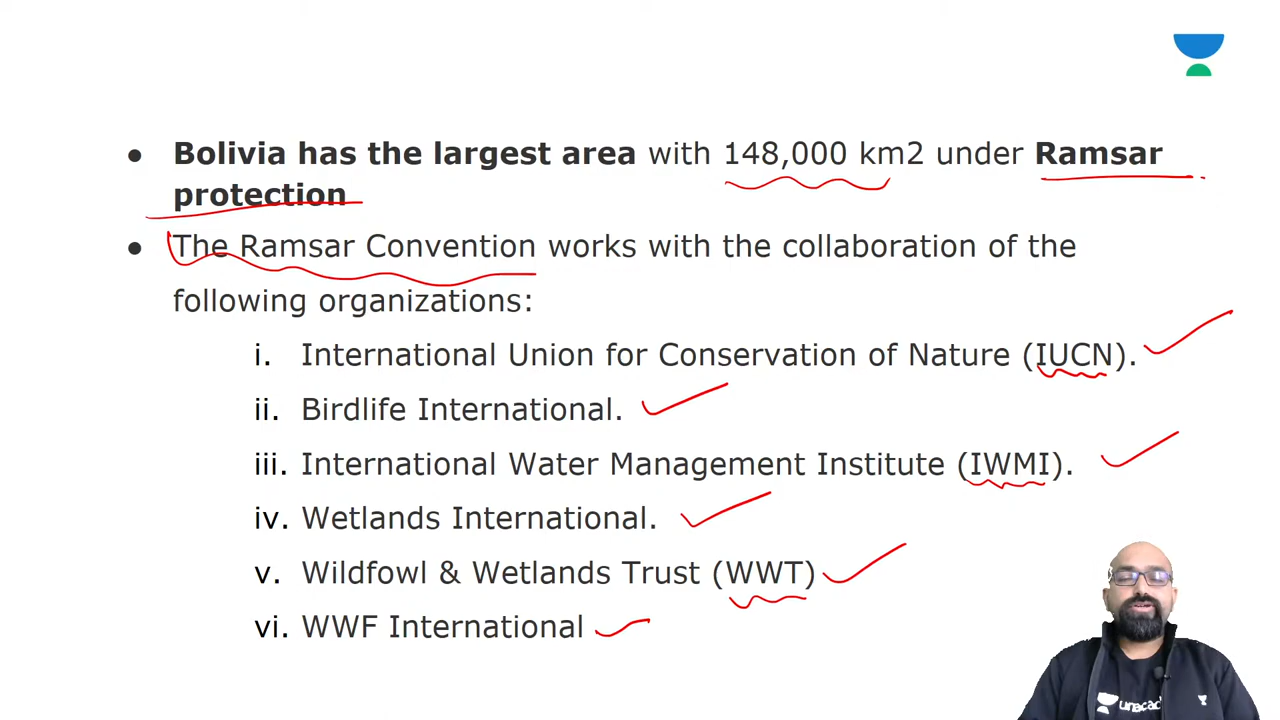 ● Bolivia has the largest area with 148,000 km2 under Ramsar
protection
● The Ramsar Convention works with the collaboration of the
following organizations:
i. International Union for Conservation of Nature (IUCN).
ii. Birdlife International.
iii. International Water Management Institute (IWMI).
iv. Wetlands International.
v. Wildfowl & Wetlands Trust (WWT)
vi. WWF International